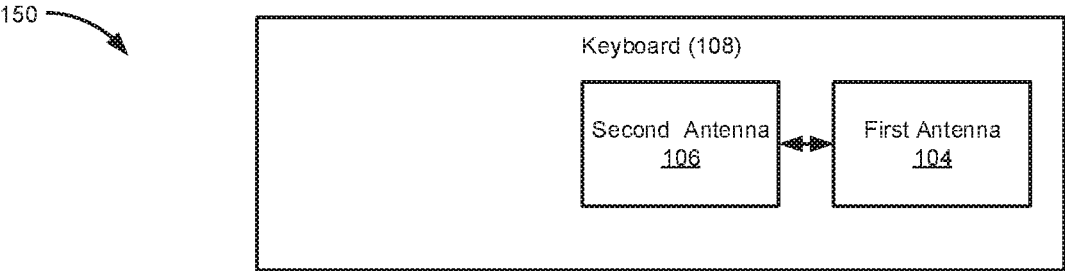 150
Keyboard (108)
Second Antenna
106
First Antenna
104